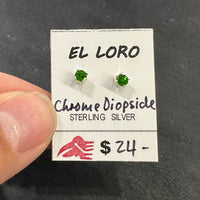 EL LORO
Chrome Diopside
STERLING SILVER
$24-